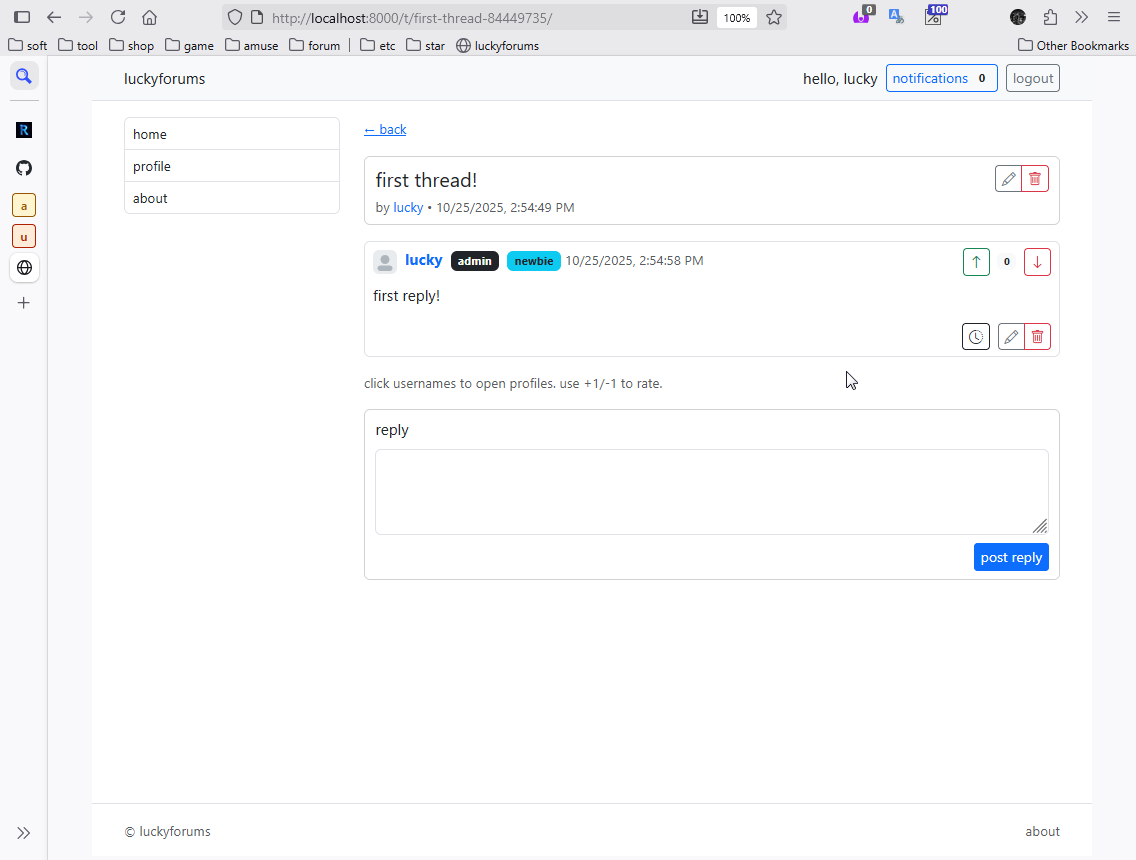 http://localhost:8000/t/first-thread-84449735/ 100% 0 100
soft tool shop game amuse forum etc star luckyforums Other Bookmarks
luckyforums hello, lucky notifications 0 logout
R
a
u
home
profile
about
← back
first thread!
by lucky • 10/25/2025, 2:54:49 PM
lucky admin newbie 10/25/2025, 2:54:58 PM ↑ 0 ↓
first reply!
click usernames to open profiles. use +1/-1 to rate.
reply
post reply
© luckyforums about